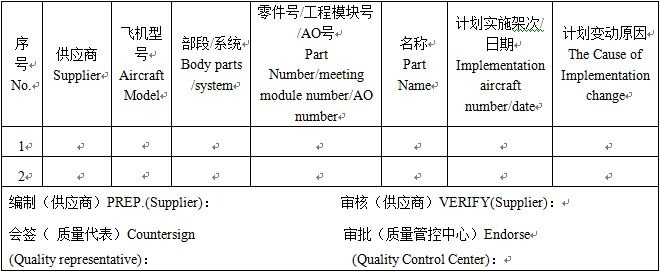 序号No.
供应商
Supplier
飞机型号
Aircraft
Model
部段/系统
Body parts
/system
零件号/工程模块号
/AO号
Part
Number/meeting
module number/AO
number
名称
Part
Name
计划实施架次/
日期
Implementation
aircraft
number/date
计划变动原因
The Cause of
Implementation
change
1
2
编制（供应商）PREP.(Supplier)： 审核（供应商）VERIFY(Supplier)：
会签（ 质量代表）Countersign 审批（质量管控中心）Endorse
(Quality representative)： (Quality Control Center)：